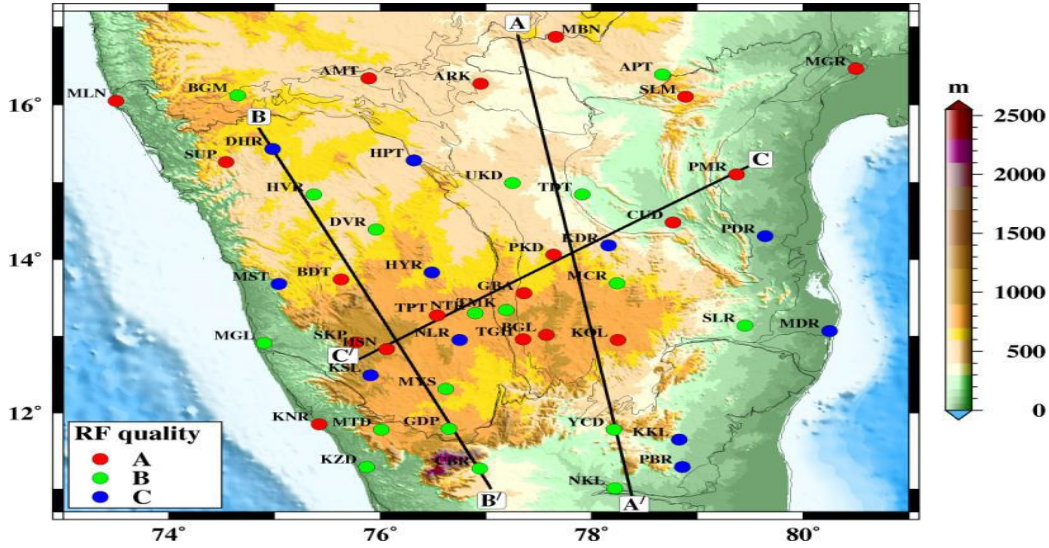 A
MBN
m
2500
2000
1500
1000
500
0
AMT
ARK
APT
MGR
16°
MLN
BGM
SLM
B
DHR
SUP
HPT
C
PMR
UKD
TDT
HVR
DVR
CUD
PDR
14°
PKD
KDR
MST
BDT
HYR
MCR
GBA
TPT
NTR
TMK
SLR
MDR
MGL
SKP
HSN
NLR
TGH
BGL
KOL
C'
KSL
MYS
12°
KNR
MTD
GDP
YCD
KKL
RF quality
A
B
C
KZD
CBR
PBR
NKL
B'
A'
74°
76°
78°
80°